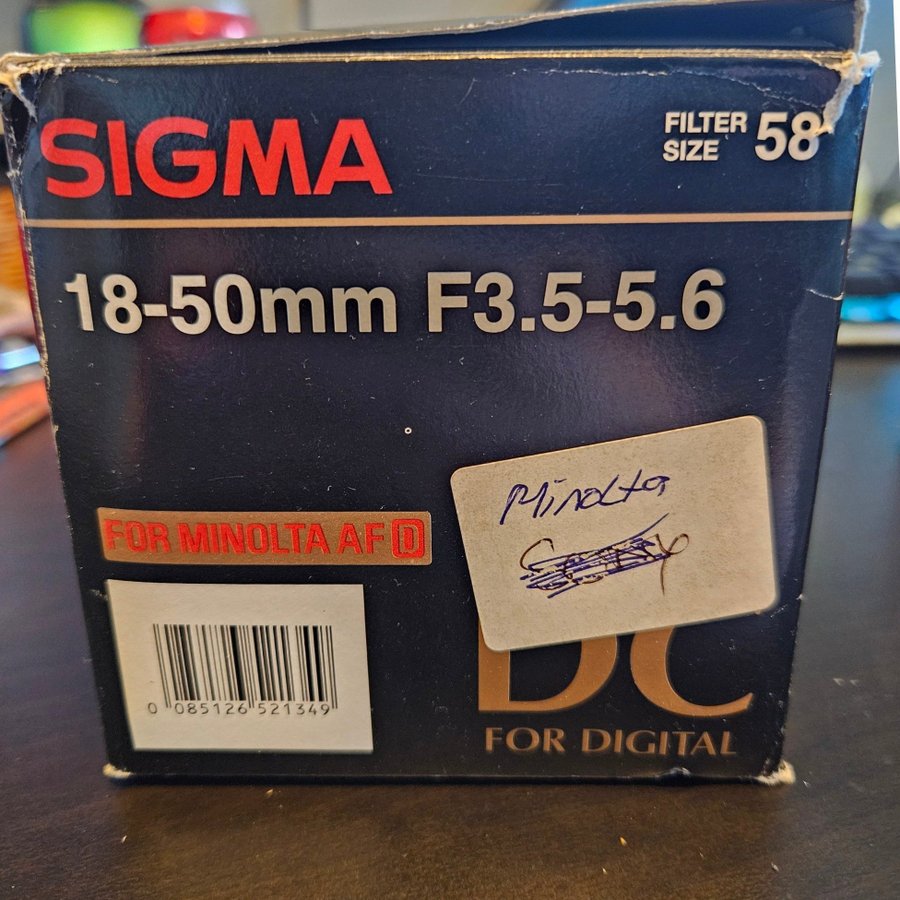 SIGMA
FILTER
SIZE 58
18-50mm F3.5-5.6
Minolta
Sony
FOR MINOLTA AF D
DC
FOR DIGITAL
0 085126 521349